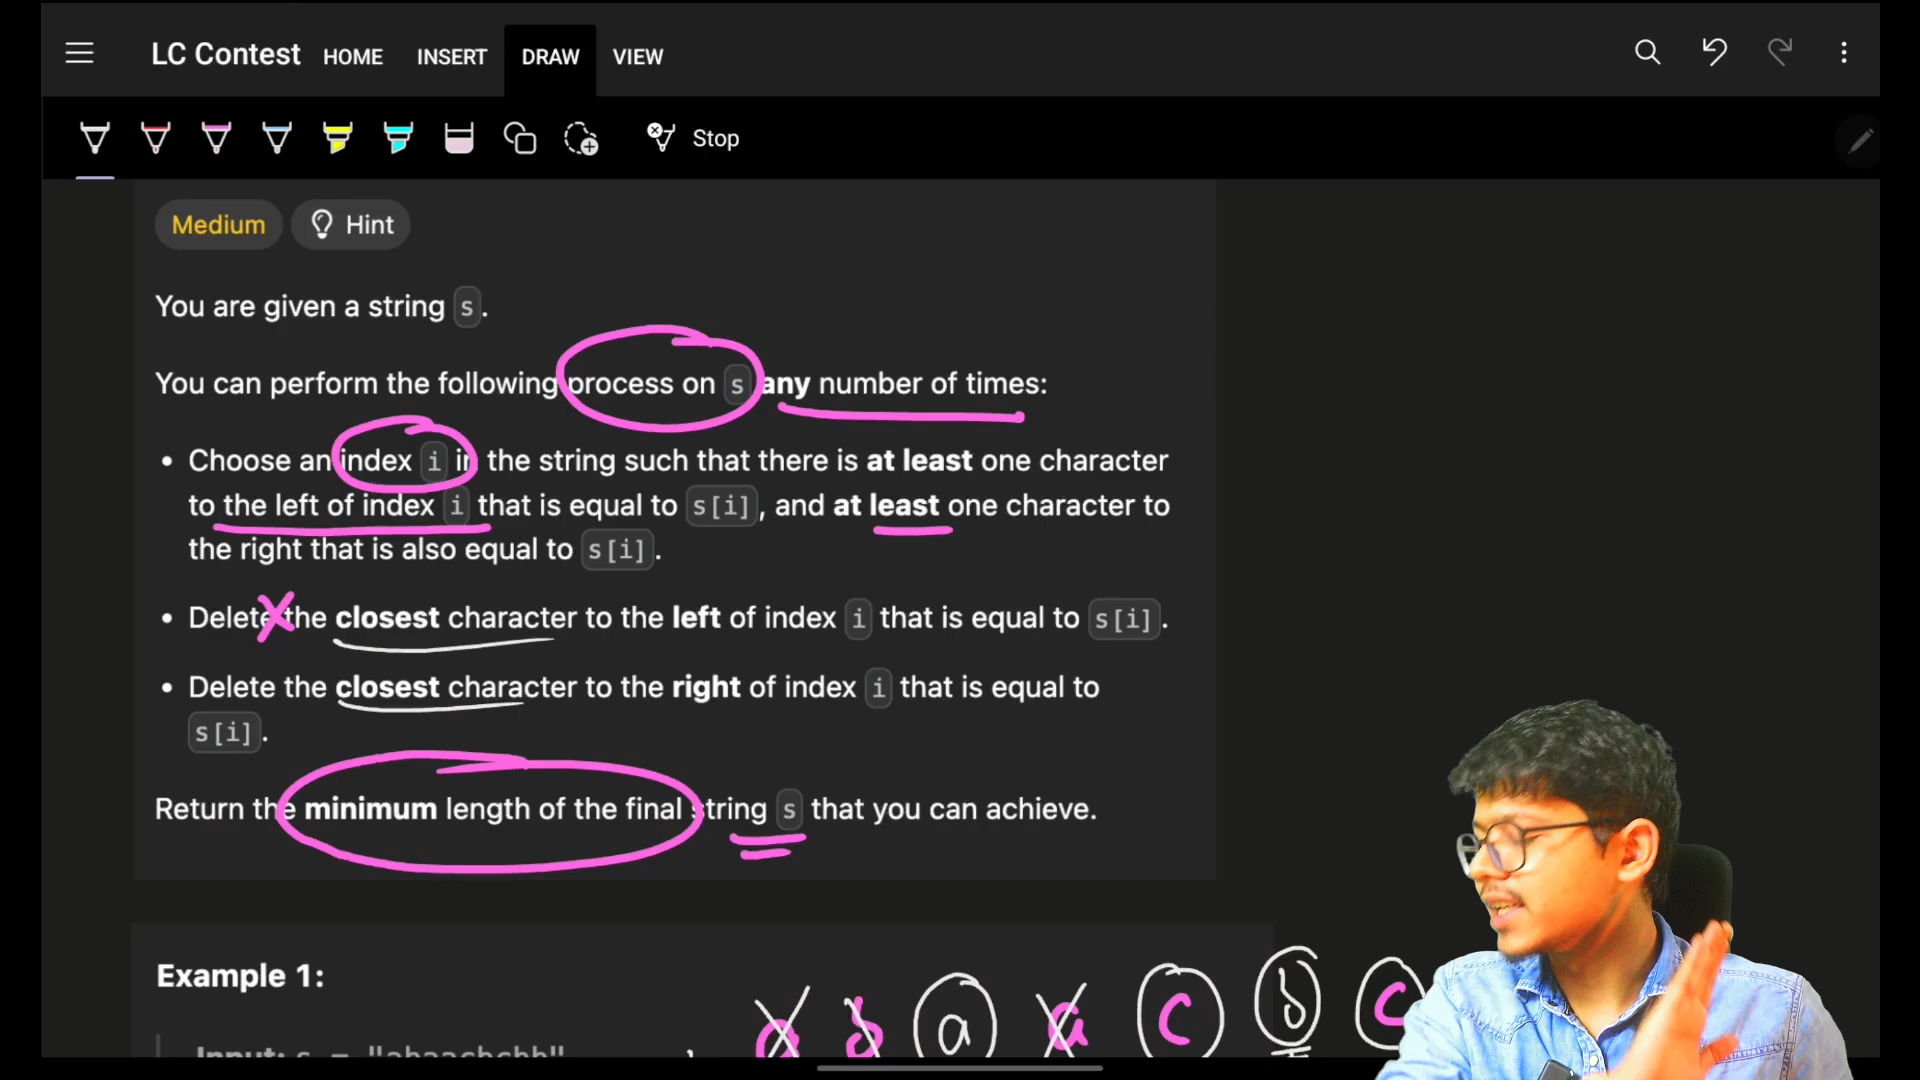 LC Contest HOME INSERT DRAW VIEW
Stop
Medium Hint
You are given a string s.
You can perform the following process on s any number of times:
• Choose an index i in the string such that there is at least one character
to the left of index i that is equal to s[i], and at least one character to
the right that is also equal to s[i].
• Delete the closest character to the left of index i that is equal to s[i].
• Delete the closest character to the right of index i that is equal to
s[i].
Return the minimum length of the final string s that you can achieve.
Example 1:
a b a a c b c
Input: s = "abaacbcbb"